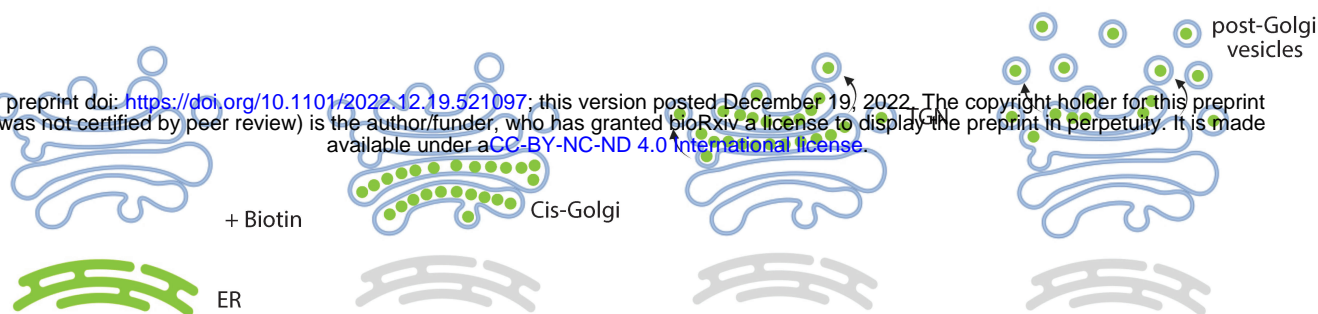 post-Golgi
vesicles
preprint doi: https://doi.org/10.1101/2022.12.19.521097; this version posted December 19, 2022. The copyright holder for this preprint
was not certified by peer review) is the author/funder, who has granted bioRxiv a license to display the preprint in perpetuity. It is made
TGN
available under aCC-BY-NC-ND 4.0 International license.
+ Biotin
Cis-Golgi
ER